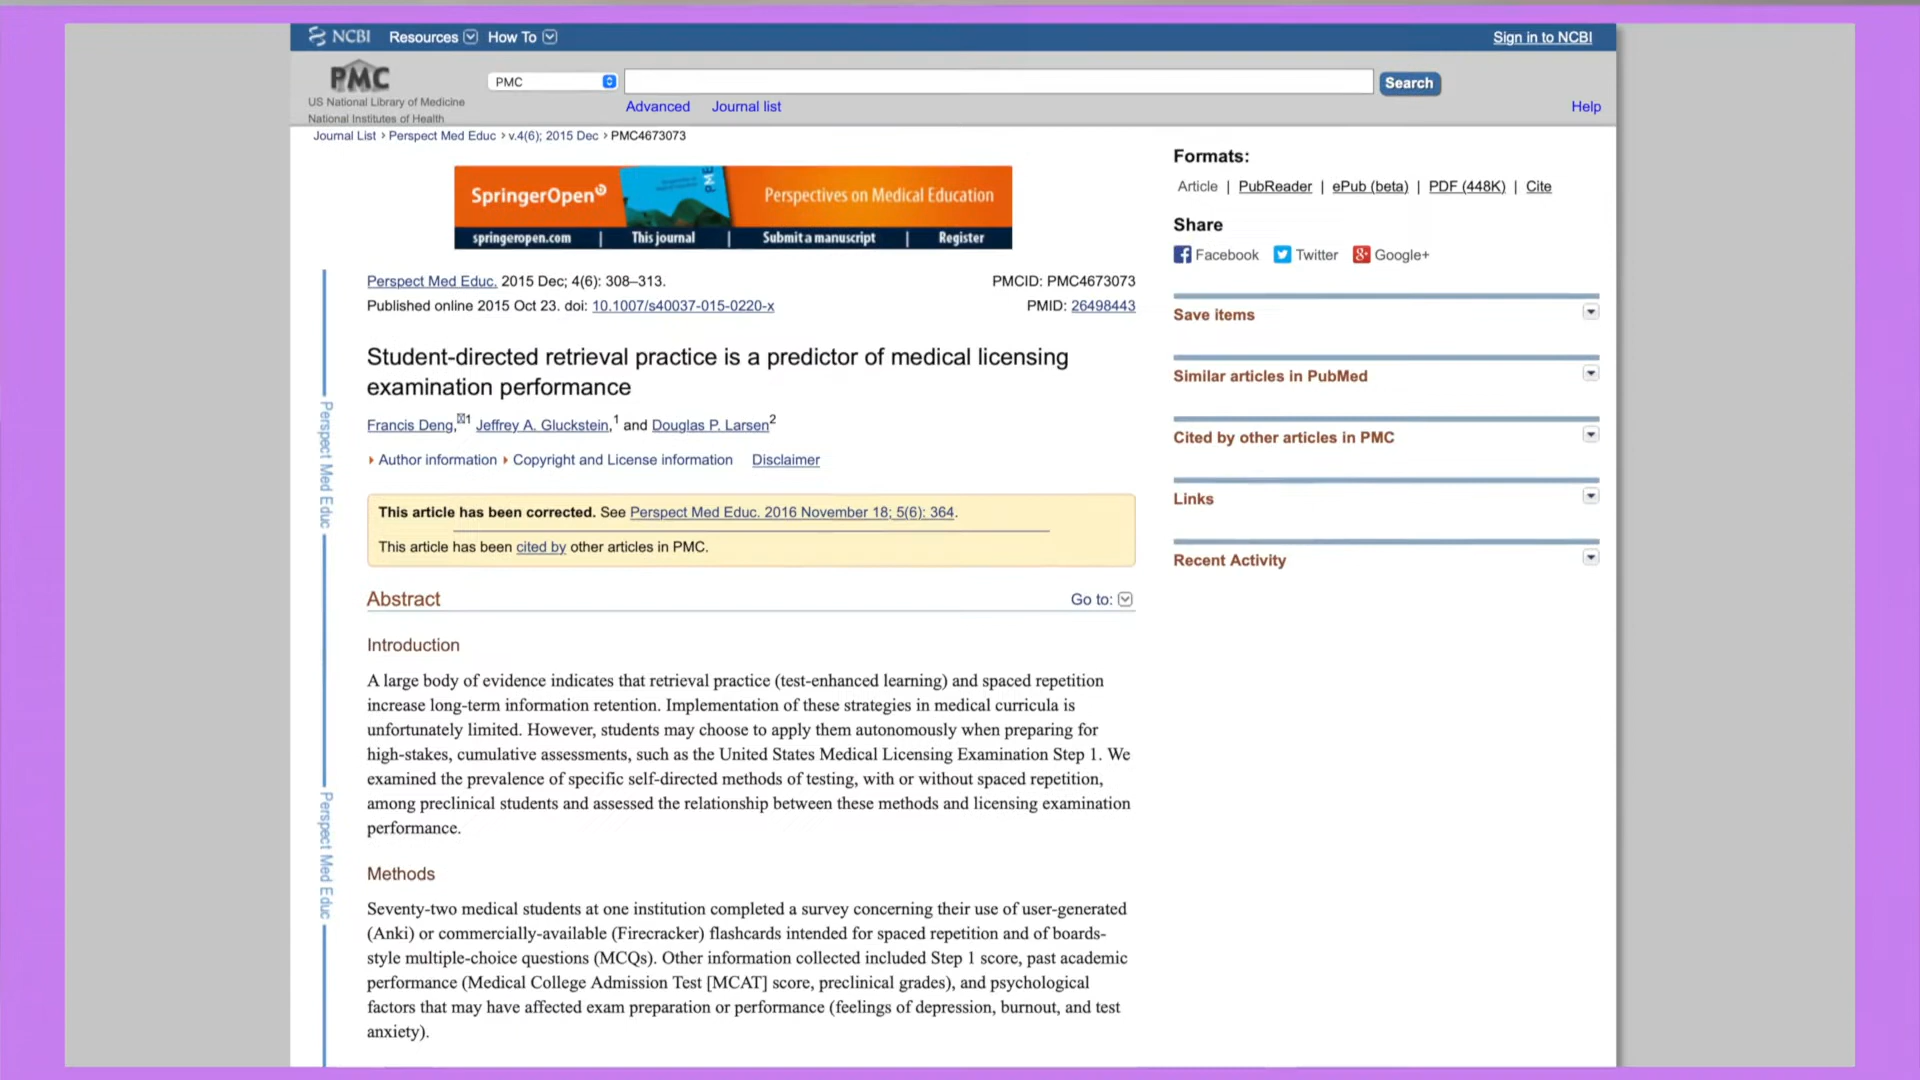 NCBI Resources How To Sign in to NCBI
PMC
US National Library of Medicine
National Institutes of Health
PMC
Search
Advanced Journal list
Help
Journal List > Perspect Med Educ > v.4(6); 2015 Dec > PMC4673073
SpringerOpen
PME
Perspectives on Medical Education
springeropen.com | This journal | Submit a manuscript | Register
Perspect Med Educ. 2015 Dec; 4(6): 308–313.
PMCID: PMC4673073
Published online 2015 Oct 23. doi: 10.1007/s40037-015-0220-x
PMID: 26498443
Student-directed retrieval practice is a predictor of medical licensing
examination performance
Francis Deng,1 Jeffrey A. Gluckstein,1 and Douglas P. Larsen2
Author information Copyright and License information Disclaimer
This article has been corrected. See Perspect Med Educ. 2016 November 18; 5(6): 364.
This article has been cited by other articles in PMC.
Abstract
Go to:
Introduction
A large body of evidence indicates that retrieval practice (test-enhanced learning) and spaced repetition
increase long-term information retention. Implementation of these strategies in medical curricula is
unfortunately limited. However, students may choose to apply them autonomously when preparing for
high-stakes, cumulative assessments, such as the United States Medical Licensing Examination Step 1. We
examined the prevalence of specific self-directed methods of testing, with or without spaced repetition,
among preclinical students and assessed the relationship between these methods and licensing examination
performance.
Methods
Seventy-two medical students at one institution completed a survey concerning their use of user-generated
(Anki) or commercially-available (Firecracker) flashcards intended for spaced repetition and of boards-
style multiple-choice questions (MCQs). Other information collected included Step 1 score, past academic
performance (Medical College Admission Test [MCAT] score, preclinical grades), and psychological
factors that may have affected exam preparation or performance (feelings of depression, burnout, and test
anxiety).
Perspect Med Educ
Perspect Med Educ
Formats:
Article | PubReader | ePub (beta) | PDF (448K) | Cite
Share
Facebook Twitter Google+
Save items
Similar articles in PubMed
Cited by other articles in PMC
Links
Recent Activity